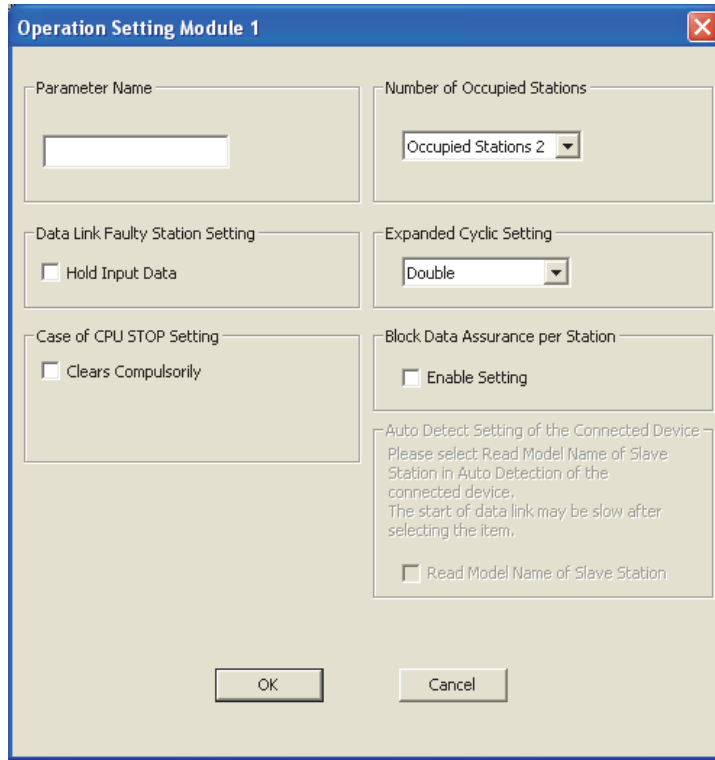 Operation Setting Module 1
Parameter Name
Number of Occupied Stations
Occupied Stations 2
Data Link Faulty Station Setting
Hold Input Data
Expanded Cyclic Setting
Double
Case of CPU STOP Setting
Clears Compulsorily
Block Data Assurance per Station
Enable Setting
Auto Detect Setting of the Connected Device
Please select Read Model Name of Slave
Station in Auto Detection of the
connected device.
The start of data link may be slow after
selecting the item.
Read Model Name of Slave Station
OK
Cancel